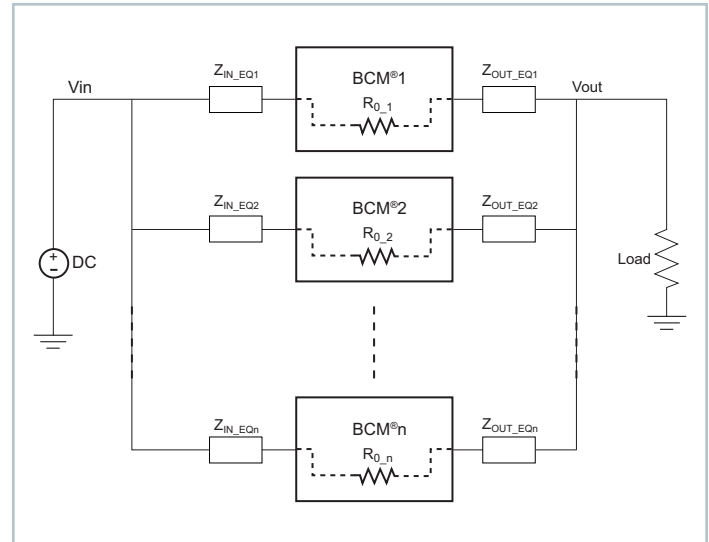 Z_IN_EQ1 BCM®1 Z_OUT_EQ1
Vin R_0_1 Vout
Z_IN_EQ2 BCM®2 Z_OUT_EQ2
R_0_2
+
- DC Load
Z_IN_EQn BCM®n Z_OUT_EQn
R_0_n